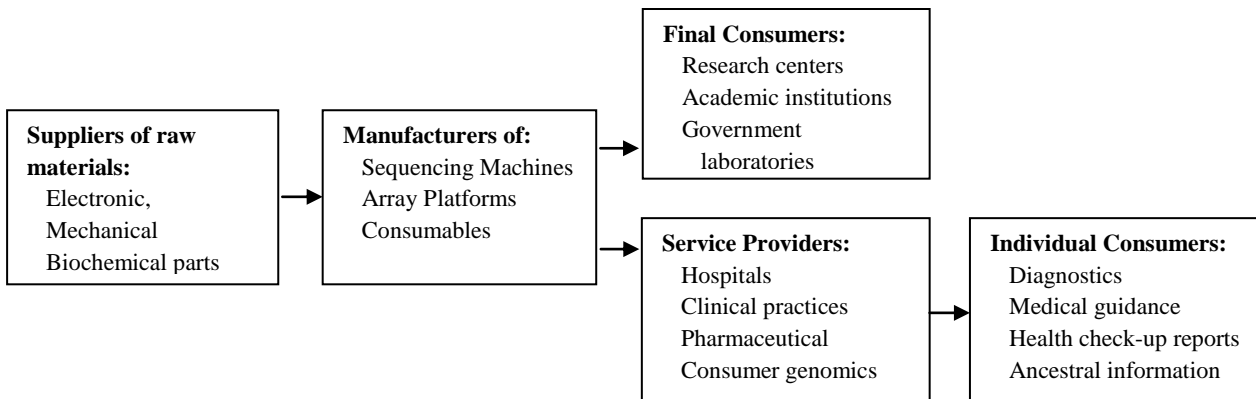 Final Consumers:
Research centers
Academic institutions
Government
laboratories
Suppliers of raw
materials:
Electronic,
Mechanical
Biochemical parts
Manufacturers of:
Sequencing Machines
Array Platforms
Consumables
Service Providers:
Hospitals
Clinical practices
Pharmaceutical
Consumer genomics
Individual Consumers:
Diagnostics
Medical guidance
Health check-up reports
Ancestral information